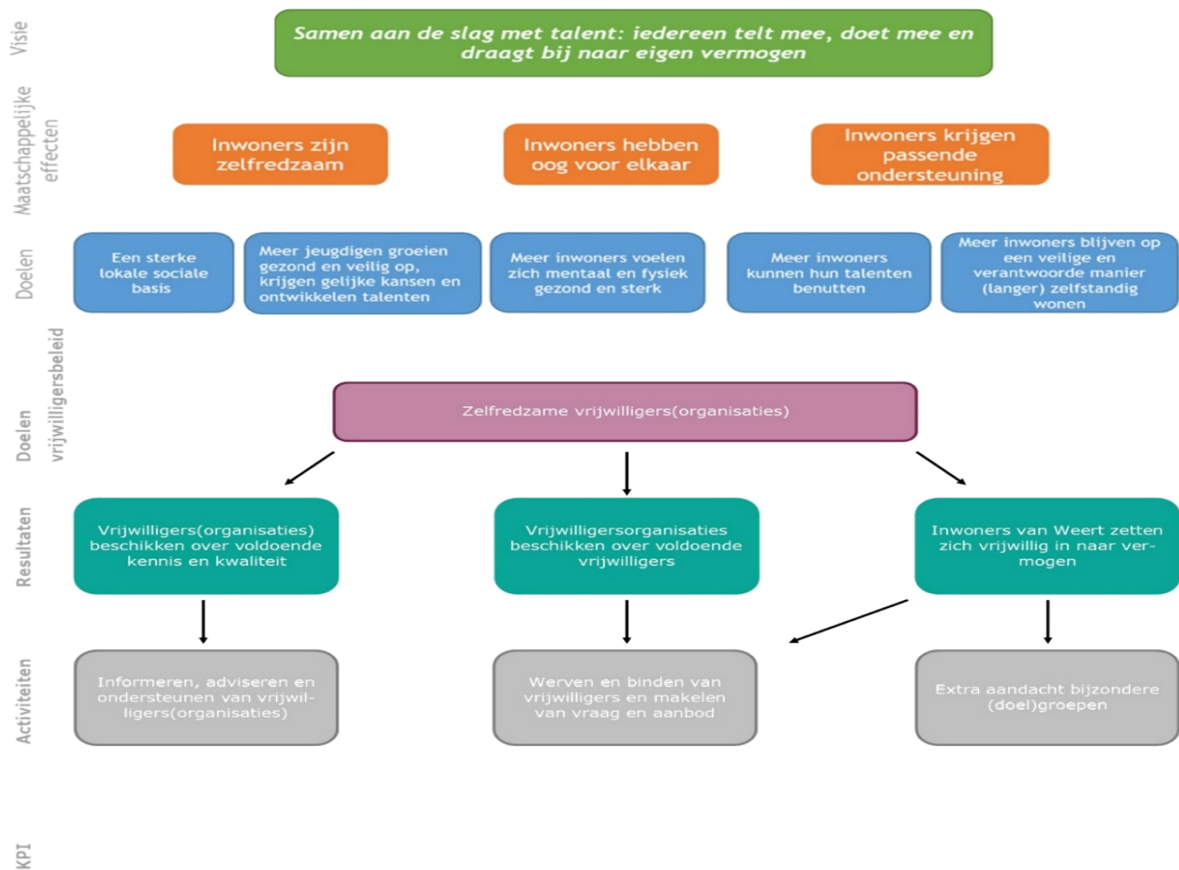 Visie
Samen aan de slag met talent: iedereen telt mee, doet mee en
draagt bij naar eigen vermogen
Maatschappelijke
effecten
Inwoners zijn
zelfredzaam
Inwoners hebben
oog voor elkaar
Inwoners krijgen
passende
ondersteuning
Doelen
Een sterke
lokale sociale
basis
Meer jeugdigen groeien
gezond en veilig op,
krijgen gelijke kansen en
ontwikkelen talenten
Meer inwoners voelen
zich mentaal en fysiek
gezond en sterk
Meer inwoners
kunnen hun talenten
benutten
Meer inwoners blijven op
een veilige en
verantwoorde manier
(langer) zelfstandig
wonen
Doelen
vrijwilligersbeleid
Zelfredzame vrijwilligers(organisaties)
Resultaten
Vrijwilligers(organisaties)
beschikken over voldoende
kennis en kwaliteit
Vrijwilligersorganisaties
beschikken over voldoende
vrijwilligers
Inwoners van Weert zetten
zich vrijwillig in naar ver-
mogen
Activiteiten
Informeren, adviseren en
ondersteunen van vrijwil-
ligers(organisaties)
Werven en binden van
vrijwilligers en makelen
van vraag en aanbod
Extra aandacht bijzondere
(doel)groepen
KPI